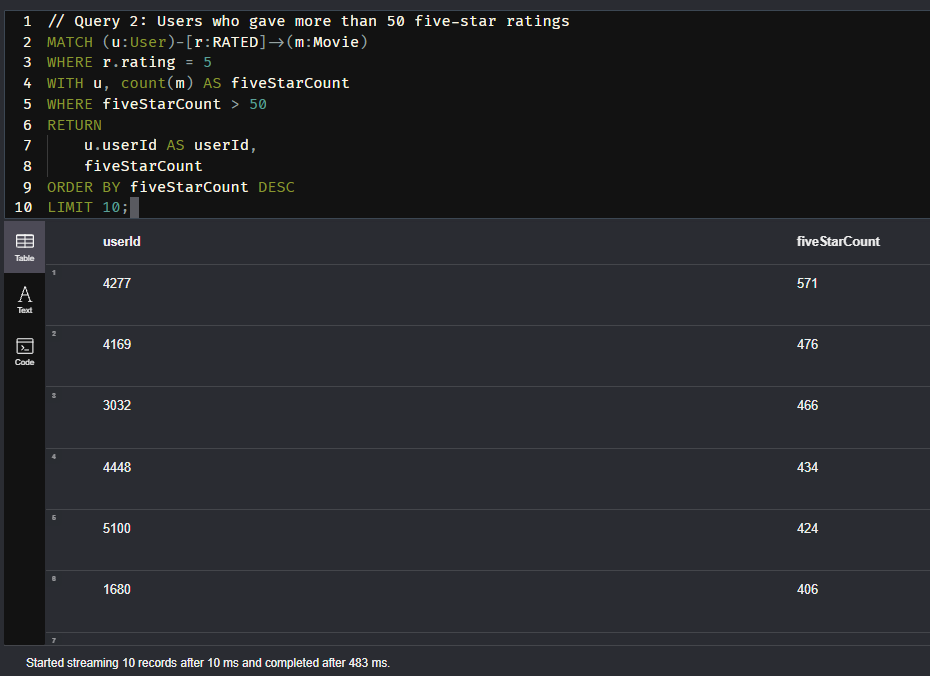 1 // Query 2: Users who gave more than 50 five-star ratings
2 MATCH (u:User)-[r:RATED]->(m:Movie)
3 WHERE r.rating = 5
4 WITH u, count(m) AS fiveStarCount
5 WHERE fiveStarCount > 50
6 RETURN
7 u.userId AS userId,
8 fiveStarCount
9 ORDER BY fiveStarCount DESC
10 LIMIT 10;
Table
Text
Code
userId fiveStarCount
1 4277 571
2 4169 476
3 3032 466
4 4448 434
5 5100 424
6 1680 406
7
Started streaming 10 records after 10 ms and completed after 483 ms.